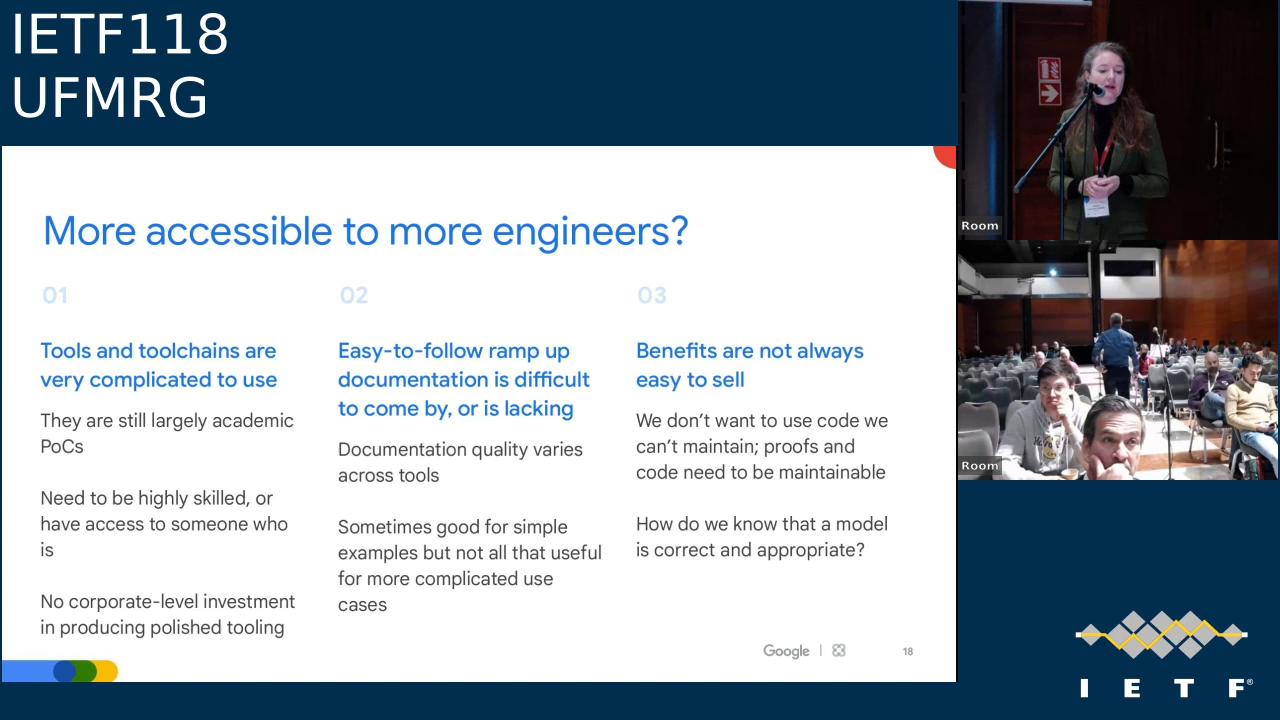 IETF118
UFMRG
More accessible to more engineers?
01
Tools and toolchains are
very complicated to use
They are still largely academic
PoCs
Need to be highly skilled, or
have access to someone who
is
No corporate-level investment
in producing polished tooling
02
Easy-to-follow ramp up
documentation is difficult
to come by, or is lacking
Documentation quality varies
across tools
Sometimes good for simple
examples but not all that useful
for more complicated use
cases
03
Benefits are not always
easy to sell
We don’t want to use code we
can’t maintain; proofs and
code need to be maintainable
How do we know that a model
is correct and appropriate?
Google
18
Room
Room
I E T F®